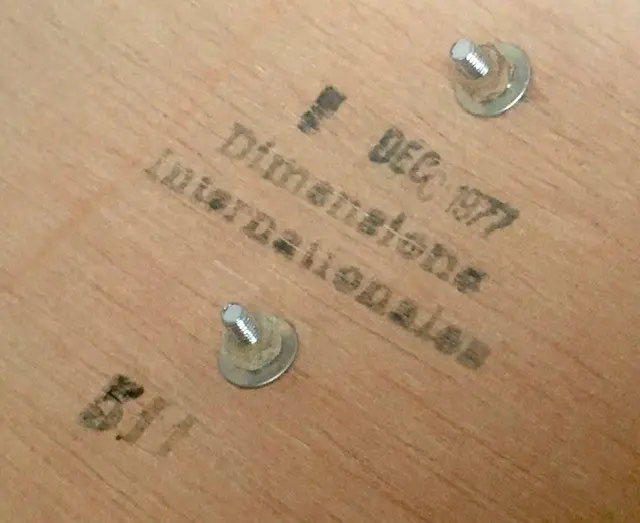 DEC 1977
Dimensions
Internationales
511